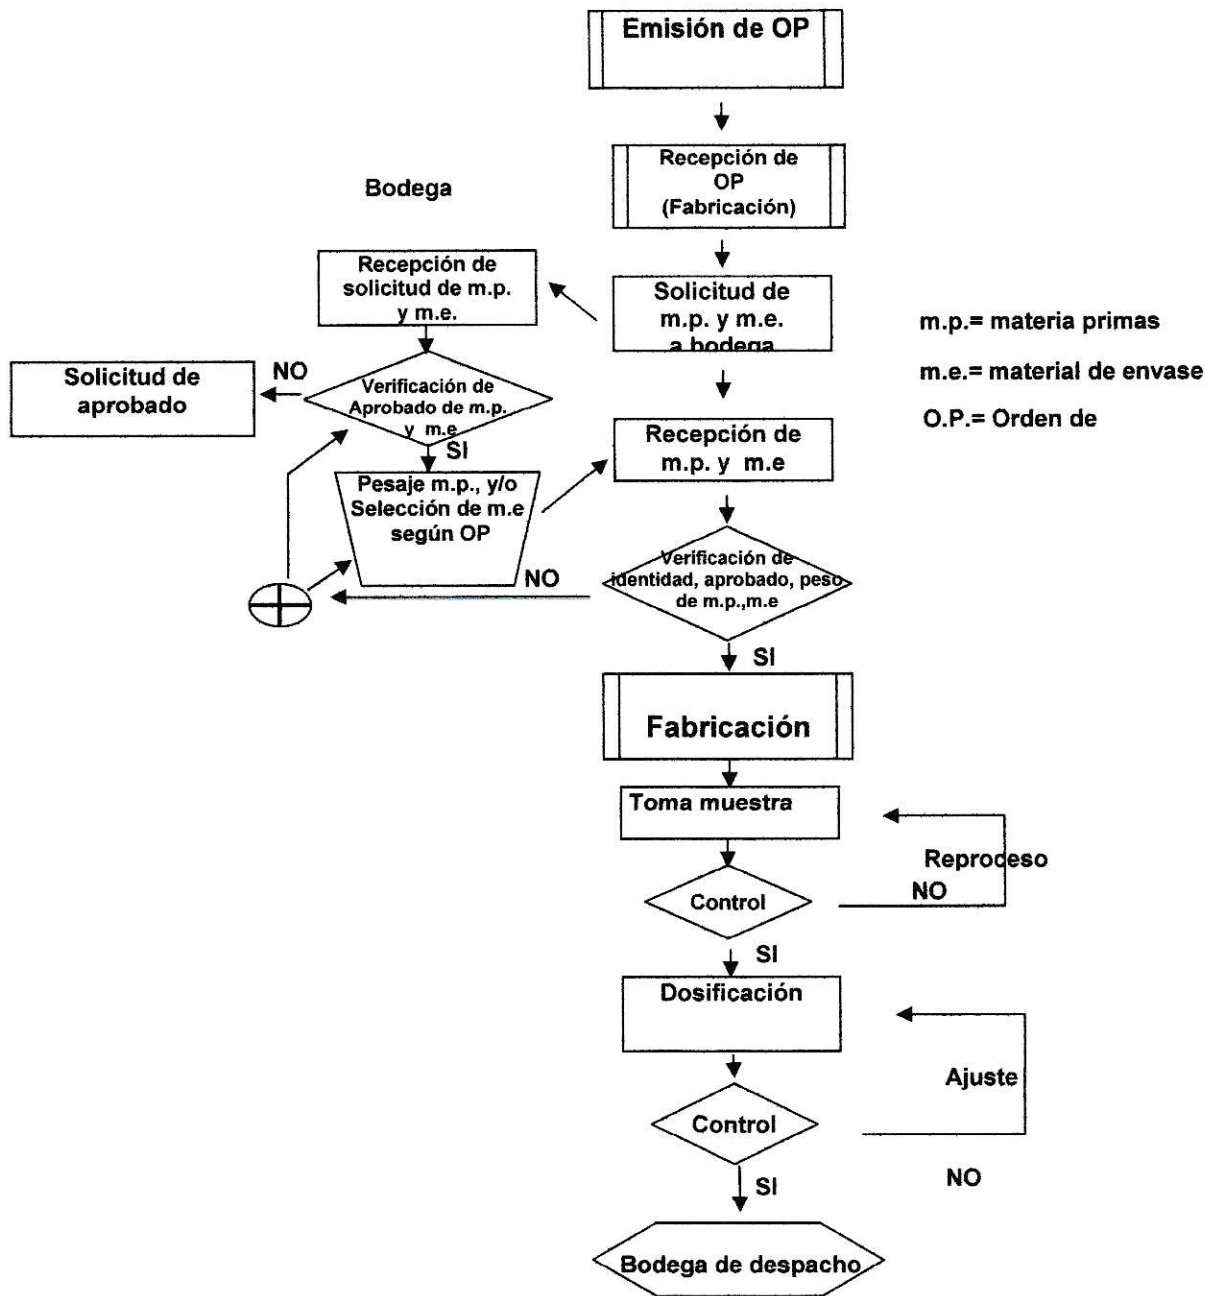 Emisión de OP
Recepción de
OP
(Fabricación)
Bodega
Recepción de
solicitud de m.p.
y m.e.
Solicitud de
m.p. y m.e.
a bodega
m.p.= materia primas
m.e.= material de envase
O.P.= Orden de
Solicitud de
aprobado
NO
Verificación de
Aprobado de m.p.
y m.e
SI
Recepción de
m.p. y m.e
Pesaje m.p., y/o
Selección de m.e
según OP
NO
Verificación de
identidad, aprobado, peso
de m.p.,m.e
SI
Fabricación
Toma muestra
Reproceso
NO
Control
SI
Dosificación
Ajuste
Control
NO
SI
Bodega de despacho